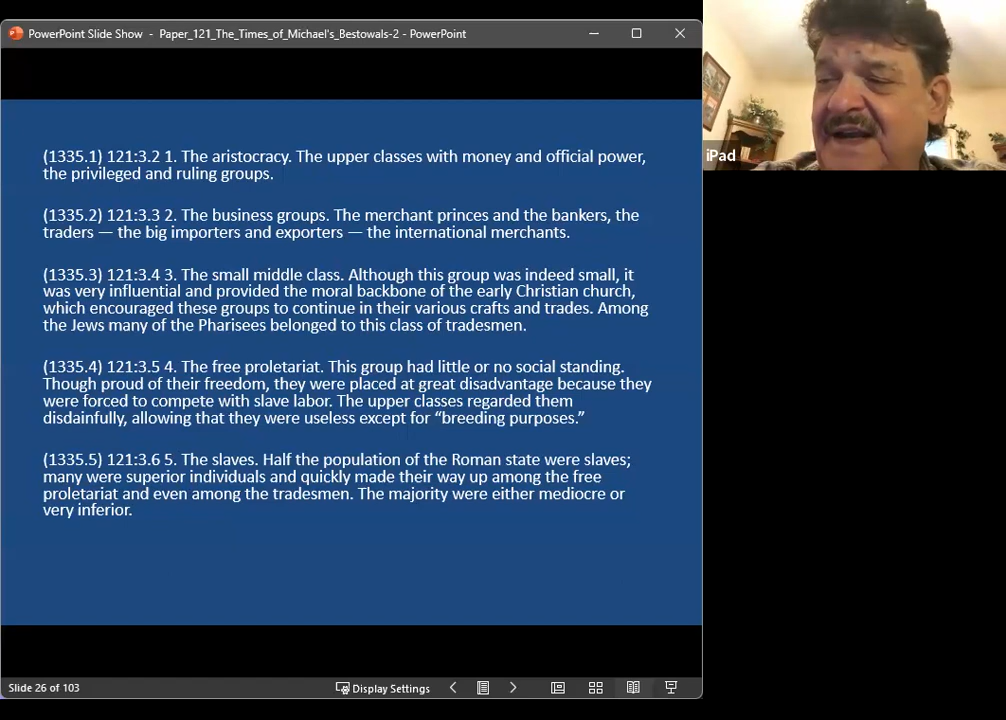 PowerPoint Slide Show - Paper_121_The Times of Michael's Bestowals-2 - PowerPoint
iPad
(1335.1) 121:3.2 1. The aristocracy. The upper classes with money and official power,
the privileged and ruling groups.
(1335.2) 121:3.3 2. The business groups. The merchant princes and the bankers, the
traders — the big importers and exporters — the international merchants.
(1335.3) 121:3.4 3. The small middle class. Although this group was indeed small, it
was very influential and provided the moral backbone of the early Christian church,
which encouraged these groups to continue in their various crafts and trades. Among
the Jews many of the Pharisees belonged to this class of tradesmen.
(1335.4) 121:3.5 4. The free proletariat. This group had little or no social standing.
Though proud of their freedom, they were placed at great disadvantage because they
were forced to compete with slave labor. The upper classes regarded them
disdainfully, allowing that they were useless except for “breeding purposes.”
(1335.5) 121:3.6 5. The slaves. Half the population of the Roman state were slaves;
many were superior individuals and quickly made their way up among the free
proletariat and even among the tradesmen. The majority were either mediocre or
very inferior.
Slide 26 of 103
Display Settings